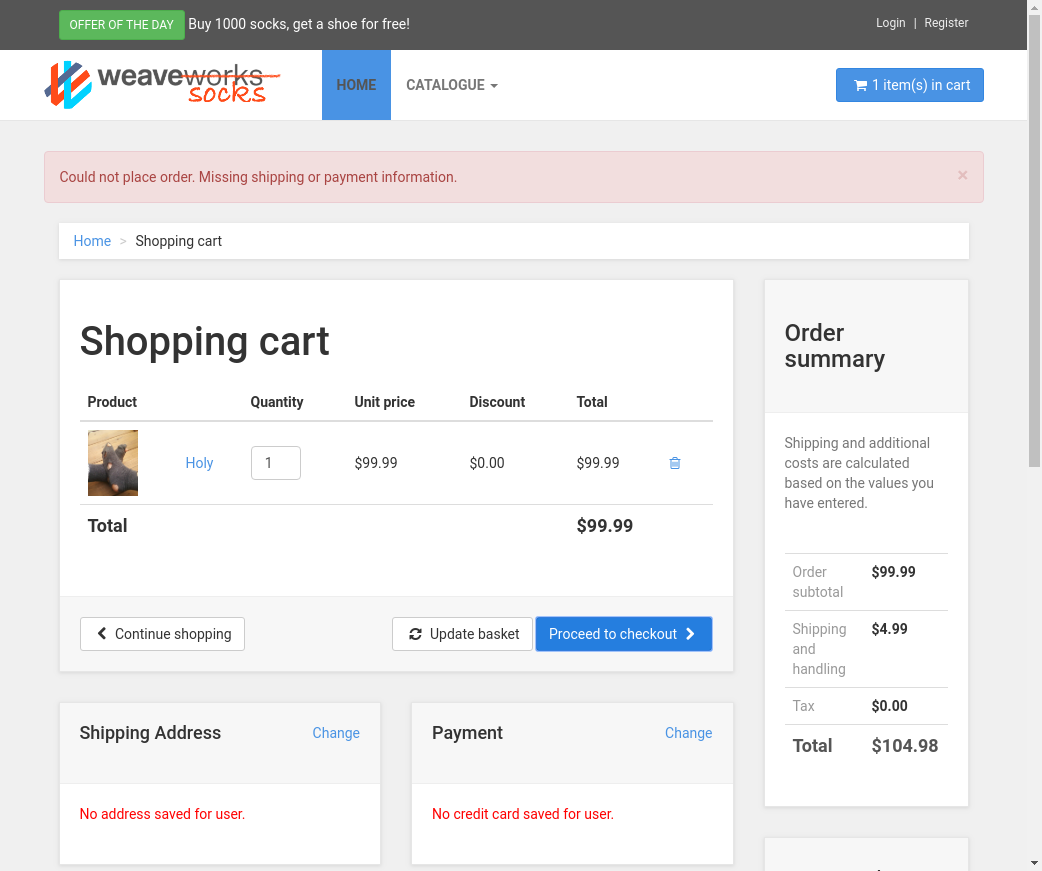 OFFER OF THE DAY Buy 1000 socks, get a shoe for free!
Login | Register
weaveworks
socks
HOME
CATALOGUE
1 item(s) in cart
Could not place order. Missing shipping or payment information.
×
Home > Shopping cart
Shopping cart
Product Quantity Unit price Discount Total
Holy 1 $99.99 $0.00 $99.99
Total $99.99
Continue shopping
Update basket
Proceed to checkout
Order
summary
Shipping and additional
costs are calculated
based on the values you
have entered.
Order
subtotal
$99.99
Shipping
and
handling
$4.99
Tax $0.00
Total $104.98
Shipping Address Change
No address saved for user.
Payment Change
No credit card saved for user.